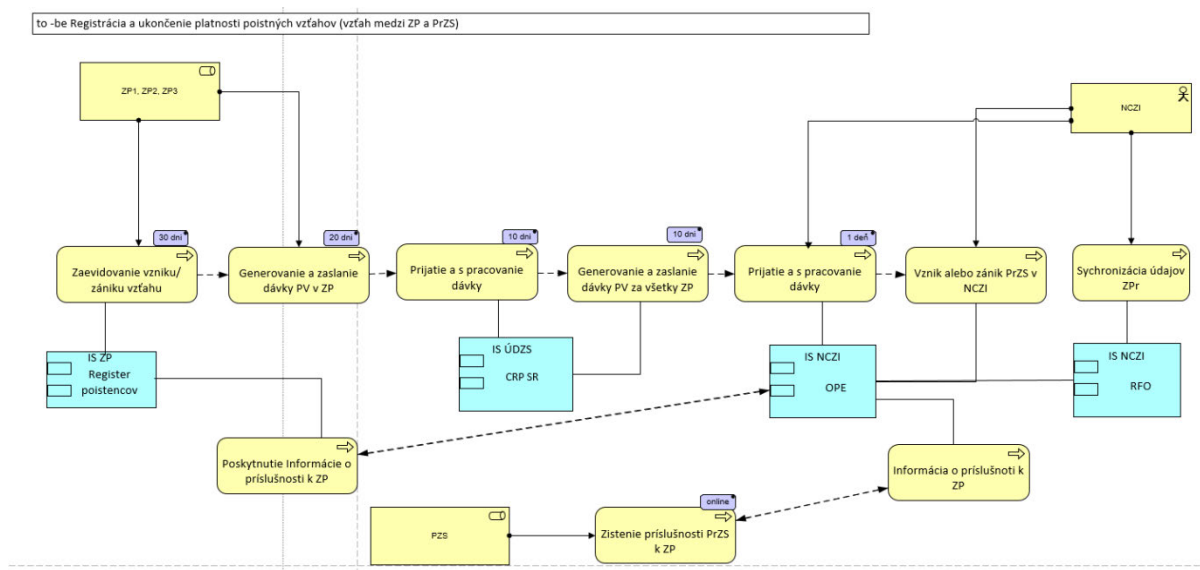 to -be Registrácia a ukončenie platnosti poistných vzťahov (vzťah medzi ZP a PrZS)
ZP1, ZP2, ZP3
NCZI
30 dní
20 dní
10 dní
10 dní
1 deň
Zaevidovanie vzniku/
zániku vzťahu
Generovanie a zaslanie
dávky PV v ZP
Prijatie a s pracovanie
dávky
Generovanie a zaslanie
dávky PV za všetky ZP
Prijatie a s pracovanie
dávky
Vznik alebo zánik PrZS v
NCZI
Sychronizácia údajov
ZPr
IS ZP
Register
poistencov
IS ÚDZS
CRP SR
IS NCZI
OPE
IS NCZI
RFO
Poskytnutie Informácie o
príslušnosti k ZP
Informácia o príslušnoti k
ZP
PZS
online
Zistenie príslušnosti PrZS
k ZP